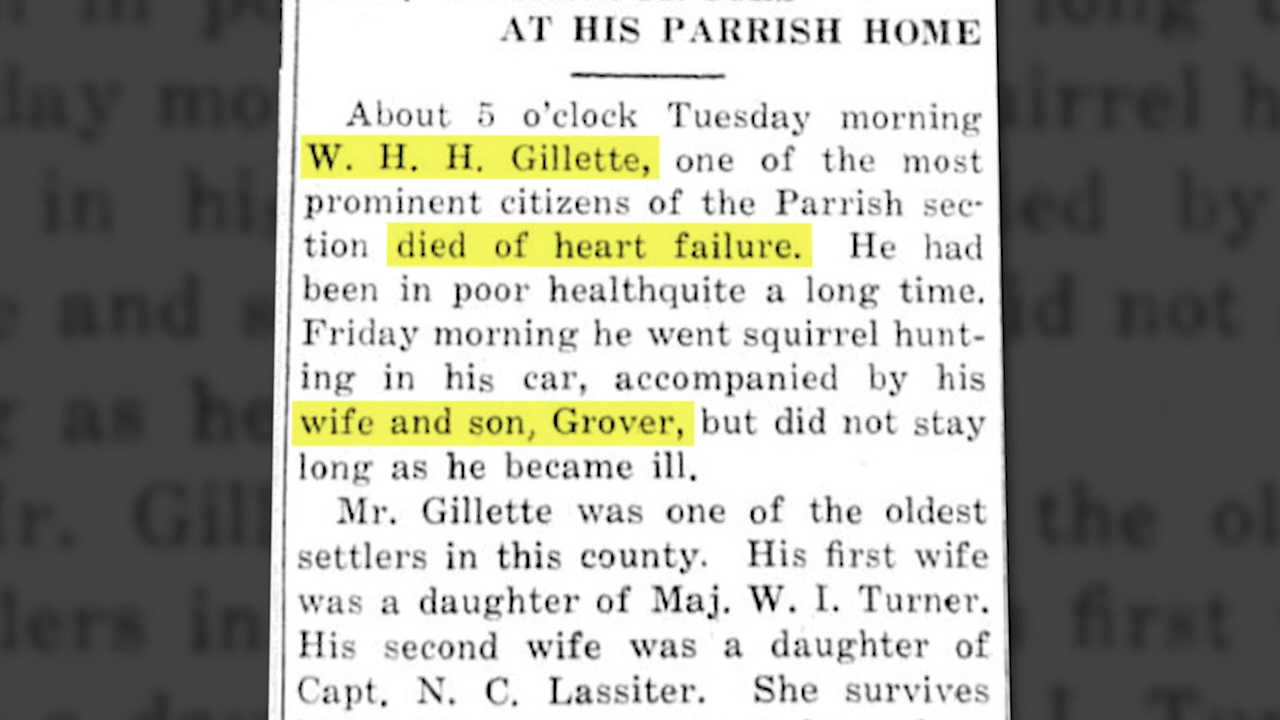 AT HIS PARRISH HOME
About 5 o'clock Tuesday morning
W. H. H. Gillette, one of the most
prominent citizens of the Parrish sec-
tion died of heart failure. He had
been in poor healthquite a long time.
Friday morning he went squirrel hunt-
ing in his car, accompanied by his
wife and son, Grover, but did not stay
long as he became ill.
Mr. Gillette was one of the oldest
settlers in this county. His first wife
was a daughter of Maj. W. I. Turner.
His second wife was a daughter of
Capt. N. C. Lassiter. She survives